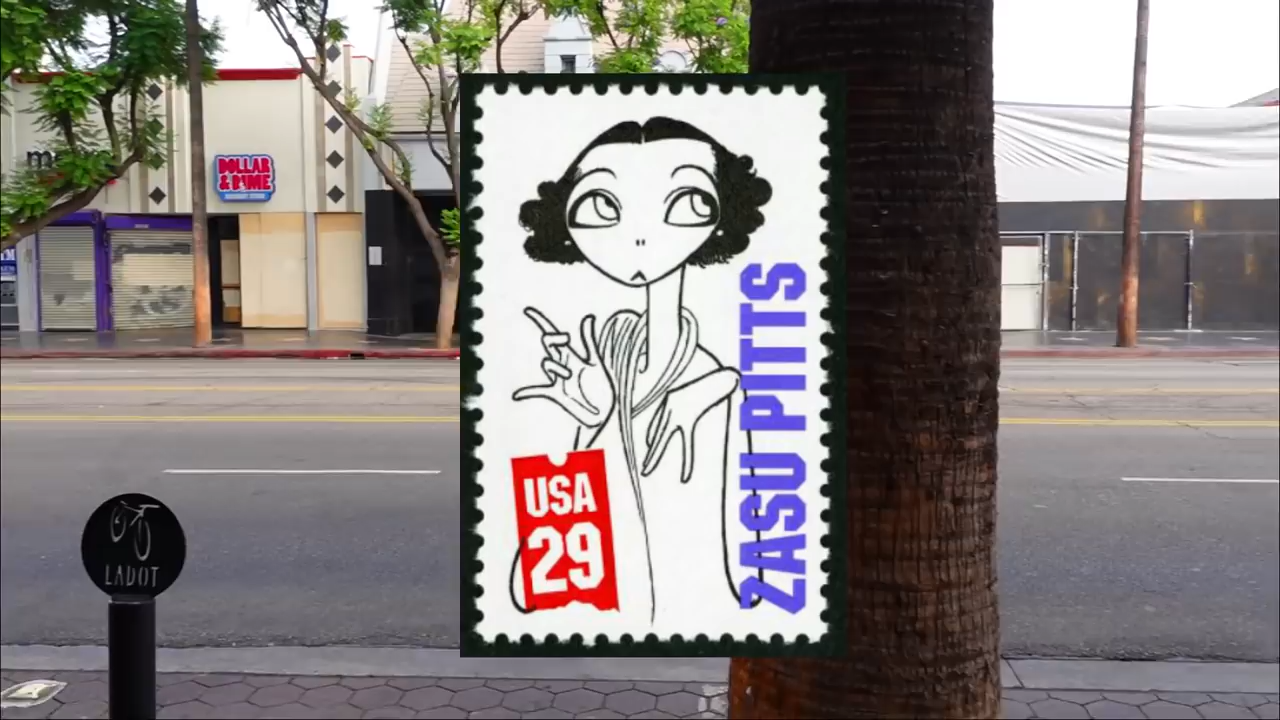 DOLLAR
& DIME
USA
29
ZASU PITTS
LADOT